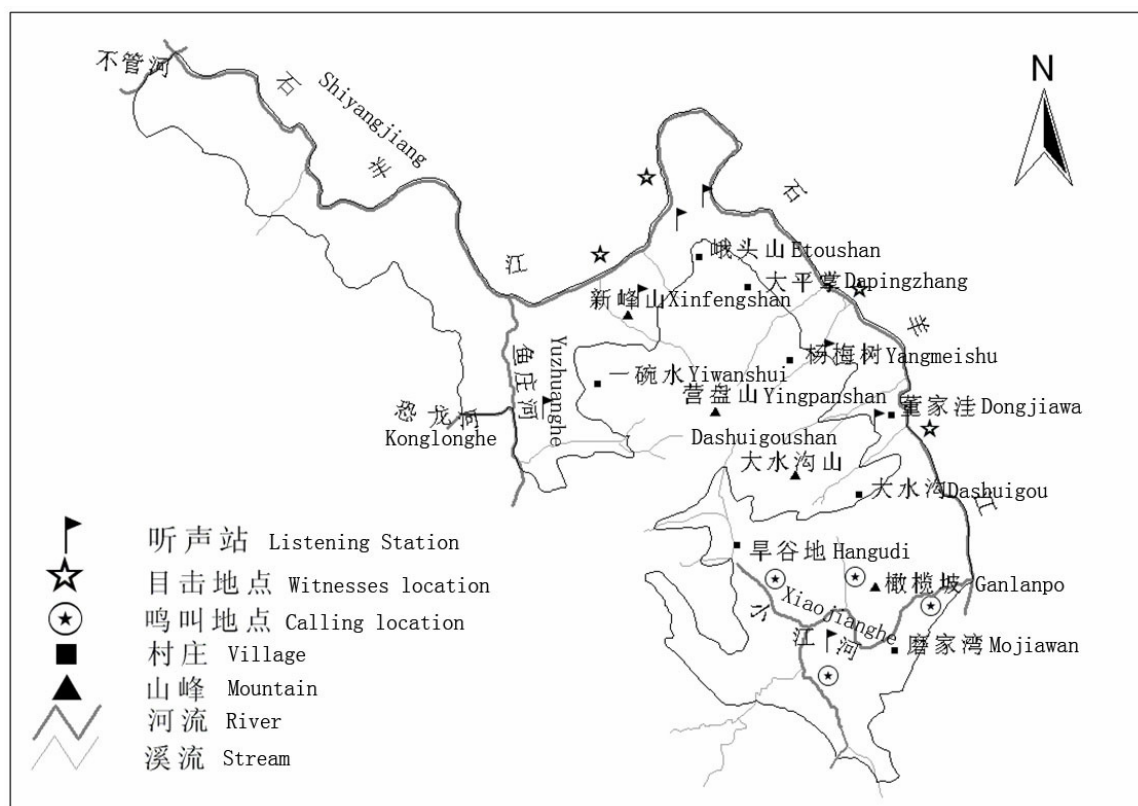 N
不管河
石
Shiyangjiang
羊
江
石
羊
江
峨头山 Etoushan
大平掌 Dapingzhang
新峰山 Xinfengshan
鱼庄河
Yuzhuanghe
杨梅树 Yangmeishu
一碗水 Yiwanshui
营盘山 Yingpanshan
恐龙河
Konglonghe
董家洼 Dongjiawa
Dashuigoushan
大水沟山
大水沟 Dashuigou
旱谷地 Hangudi
橄榄坡 Ganlanpo
小江河
Xiaojianghe
磨家湾 Mojiawan
听声站 Listening Station
目击地点 Witnesses location
鸣叫地点 Calling location
村庄 Village
山峰 Mountain
河流 River
溪流 Stream